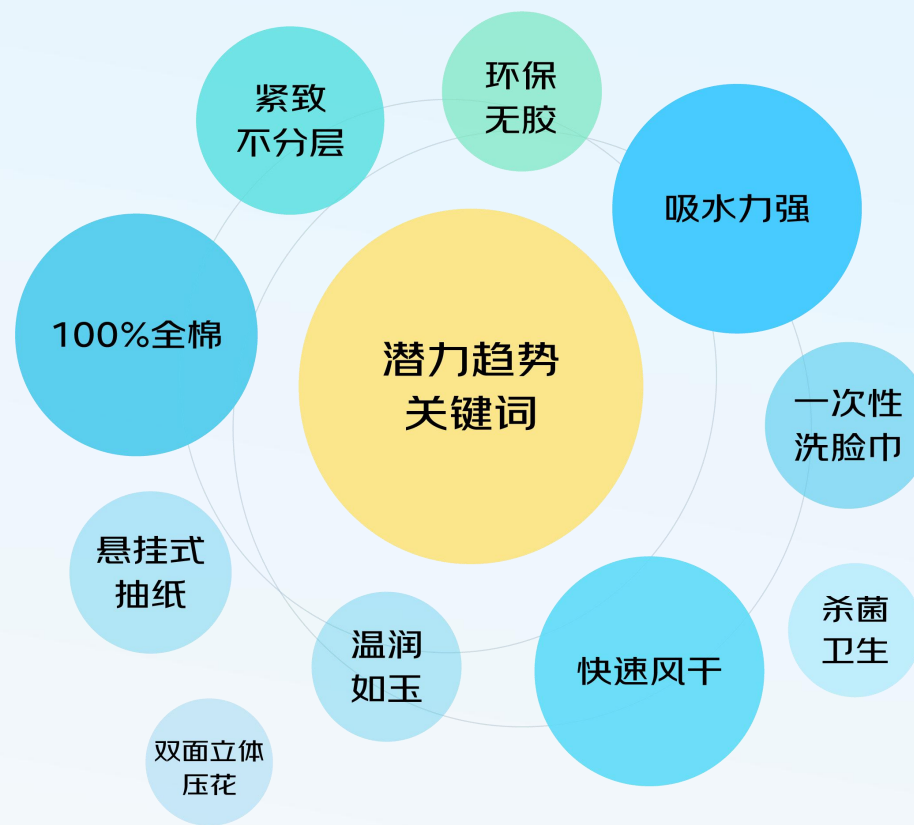 紧致
不分层
环保
无胶
吸水力强
100%全棉
潜力趋势
关键词
一次性
洗脸巾
悬挂式
抽纸
温润
如玉
快速风干
杀菌
卫生
双面立体
压花